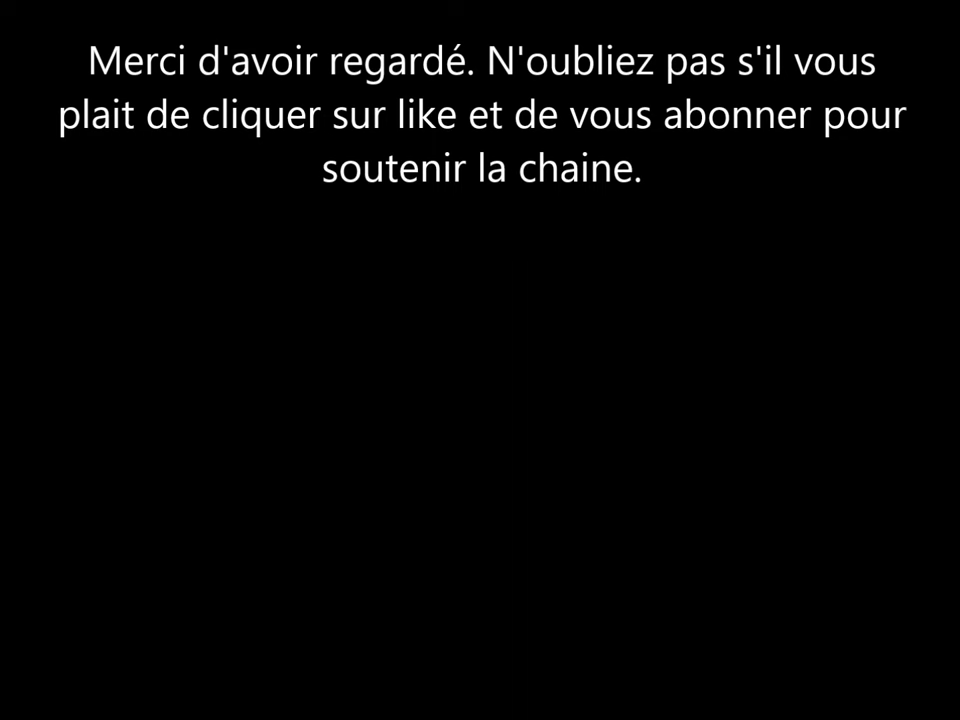 Merci d'avoir regardé. N'oubliez pas s'il vous
plait de cliquer sur like et de vous abonner pour
soutenir la chaine.